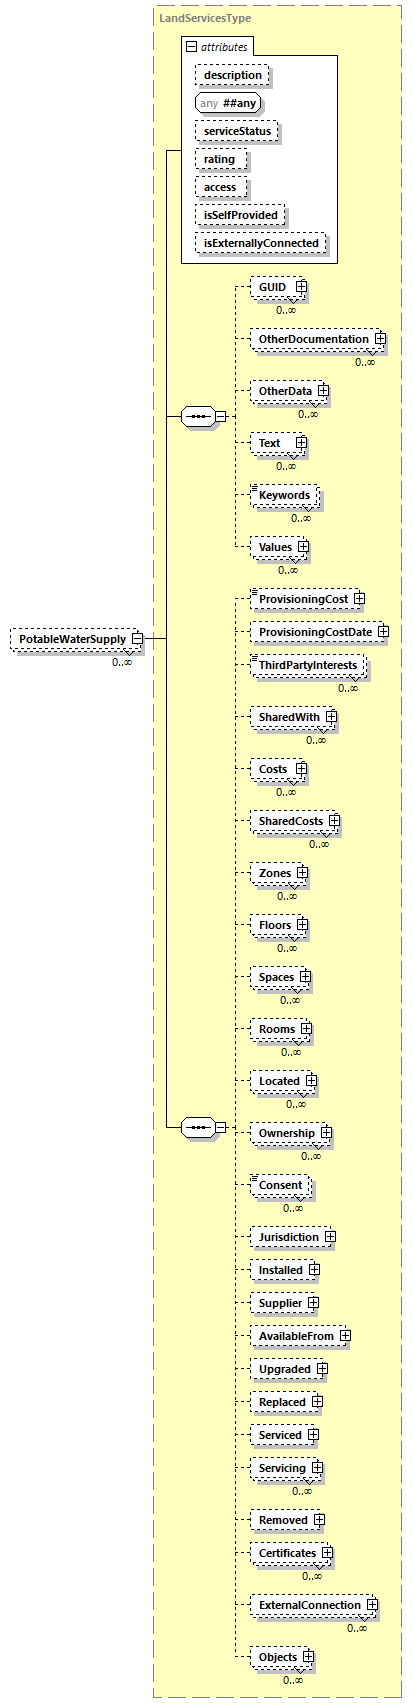 LandServicesType
attributes
description
any ##any
serviceStatus
rating
access
isSelfProvided
isExternallyConnected
GUID
0..∞
OtherDocumentation
0..∞
OtherData
0..∞
Text
0..∞
Keywords
0..∞
Values
0..∞
ProvisioningCost
PotableWaterSupply
0..∞
ProvisioningCostDate
ThirdPartyInterests
0..∞
SharedWith
0..∞
Costs
0..∞
SharedCosts
0..∞
Zones
0..∞
Floors
0..∞
Spaces
0..∞
Rooms
0..∞
Located
0..∞
Ownership
0..∞
Consent
0..∞
Jurisdiction
Installed
Supplier
AvailableFrom
Upgraded
Replaced
Serviced
Servicing
0..∞
Removed
Certificates
0..∞
ExternalConnection
0..∞
Objects
0..∞